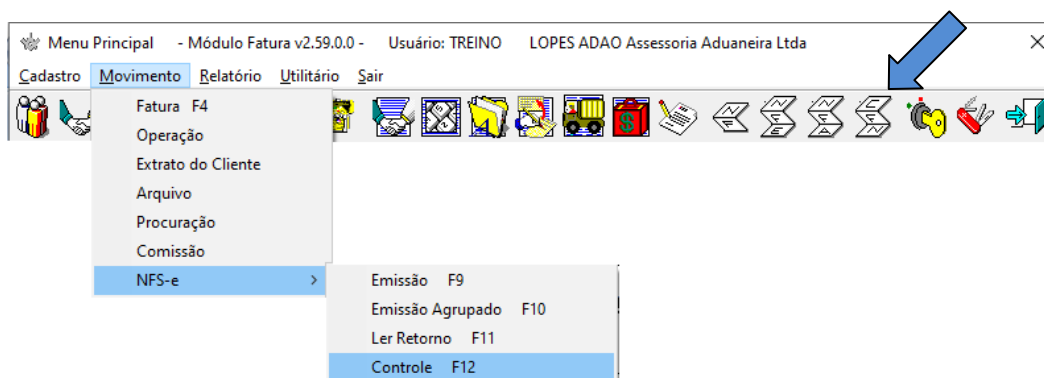 Menu Principal - Módulo Fatura v2.59.0.0 - Usuário: TREINO LOPES ADAO Assessoria Aduaneira Ltda
Cadastro Movimento Relatório Utilitário Sair
Fatura F4
Operação
Extrato do Cliente
Arquivo
Procuração
Comissão
NFS-e
Emissão F9
Emissão Agrupado F10
Ler Retorno F11
Controle F12